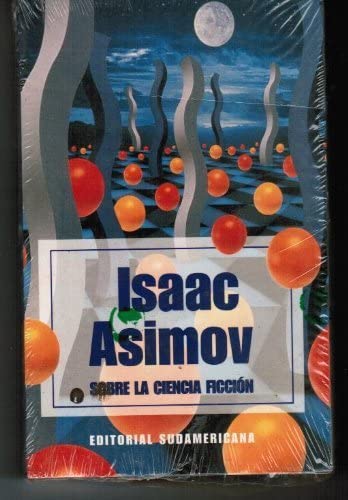 Isaac
Asimov
SOBRE LA CIENCIA FICCIÓN
EDITORIAL SUDAMERICANA